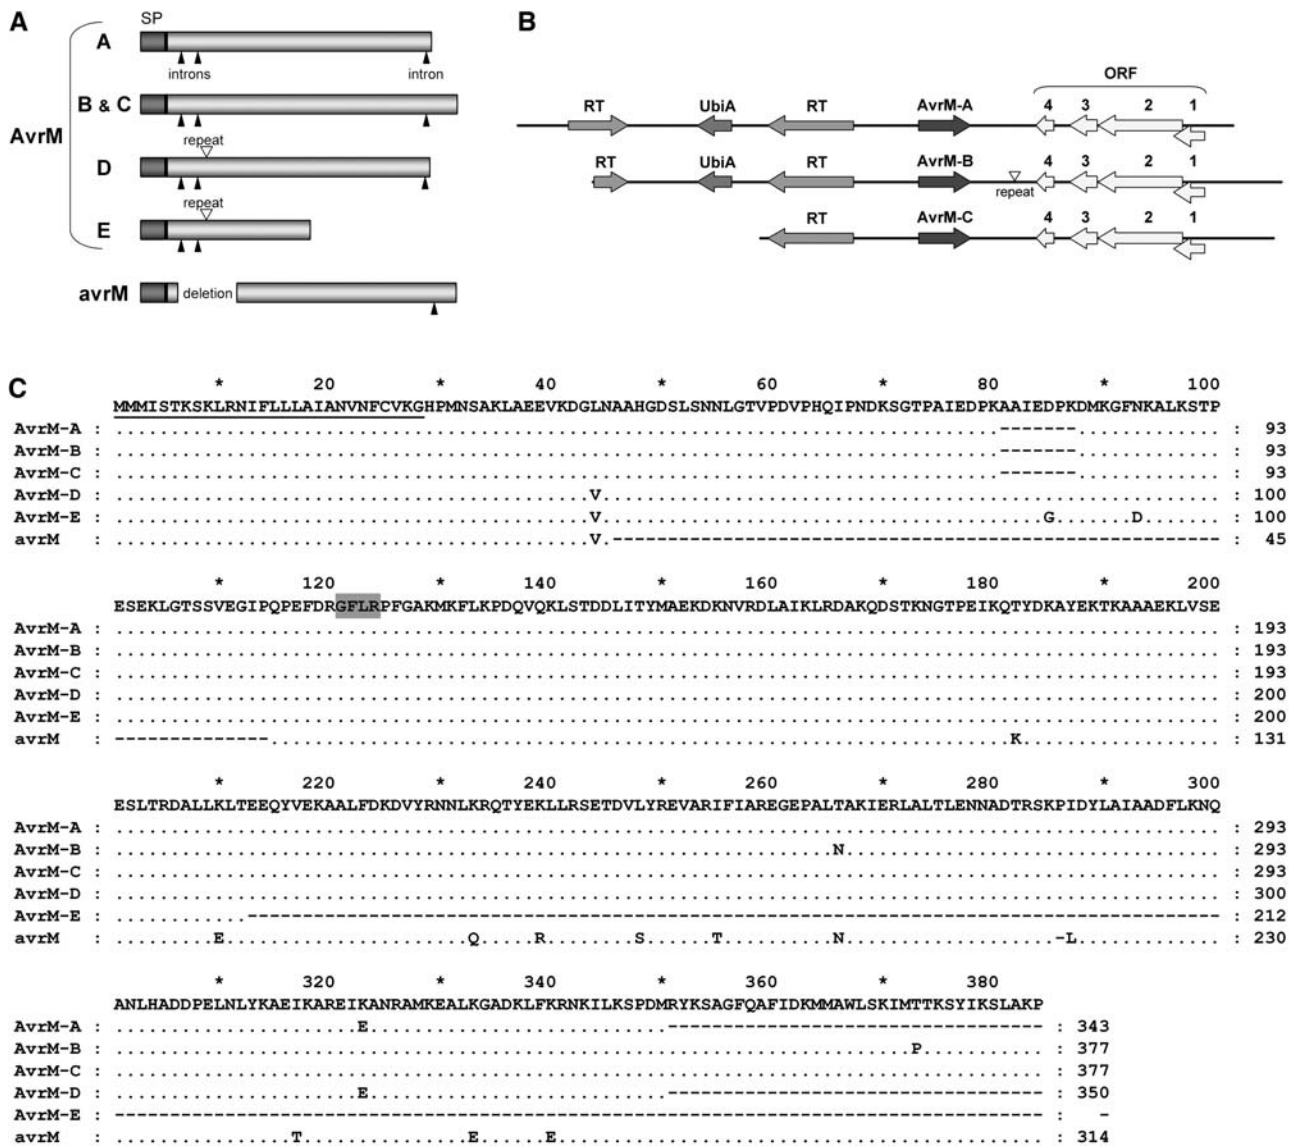 A
SP
A
introns
intron
B & C
AvrM
repeat
D
repeat
E
avrM
deletion
B
ORF
RT UbiA RT AvrM-A 4 3 2 1
RT UbiA RT AvrM-B 4 3 2 1
repeat
RT AvrM-C 4 3 2 1
C
* 20 * 40 * 60 * 80 * 100
MMMISTKSKLRNIFLLLAIANVNFCVKGHPMNSAKLAEEVKDGLNAAHGDSLSNNLGTVPDVPHQIPNDKSGTPAIEDPKAAIEDPKDMKGFNKALKSTP
AvrM-A : ................................................................................-------............. : 93
AvrM-B : ................................................................................-------............. : 93
AvrM-C : ................................................................................-------............. : 93
AvrM-D : ...........................................V........................................................ : 100
AvrM-E : ...........................................V........................................G.......D....... : 100
avrM : ...........................................V.------------------------------------------------------- : 45
* 120 * 140 * 160 * 180 * 200
ESEKLGTSSVEGIPQPEFDRGFLRPFGAKMKFLKPDQVQKLSTDDLITYMAEKDKNVRDLAIKLRDAKQDSTKNGTPEIKQTYDKAYEKTKAAAEKLVSE
AvrM-A : .................................................................................................... : 193
AvrM-B : .................................................................................................... : 193
AvrM-C : .................................................................................................... : 193
AvrM-D : .................................................................................................... : 200
AvrM-E : .................................................................................................... : 200
avrM : --------------...................................................................K.................. : 131
* 220 * 240 * 260 * 280 * 300
ESLTRDALLKLTEEQYVEKAALFDKDVYRNNLKRQTYEKLLRSETDVLYREVARIFIAREGEPALTAKIERLALTLENNADTRSKPIDYLAIAADFLKNQ
AvrM-A : .................................................................................................... : 293
AvrM-B : .................................................................N.................................. : 293
AvrM-C : .................................................................................................... : 293
AvrM-D : .................................................................................................... : 300
AvrM-E : ............---------------------------------------------------------------------------------------- : 212
avrM : .........E......................Q.....R........S......T..........N...................-L............. : 230
* 320 * 340 * 360 * 380
ANLHADDPELNLYKAEIKAREIKANRAMKEALKGADKLFKRNKILKSPDMRYKSAGFQAFIDKMMAWLSKIMTTKSYIKSLAKP
AvrM-A : ......................E...........................---------------------------------- : 343
AvrM-B : ........................................................................P........... : 377
AvrM-C : .................................................................................... : 377
AvrM-D : ......................E...........................---------------------------------- : 350
AvrM-E : ------------------------------------------------------------------------------------ : -
avrM : ................T...............E......E............................................ : 314